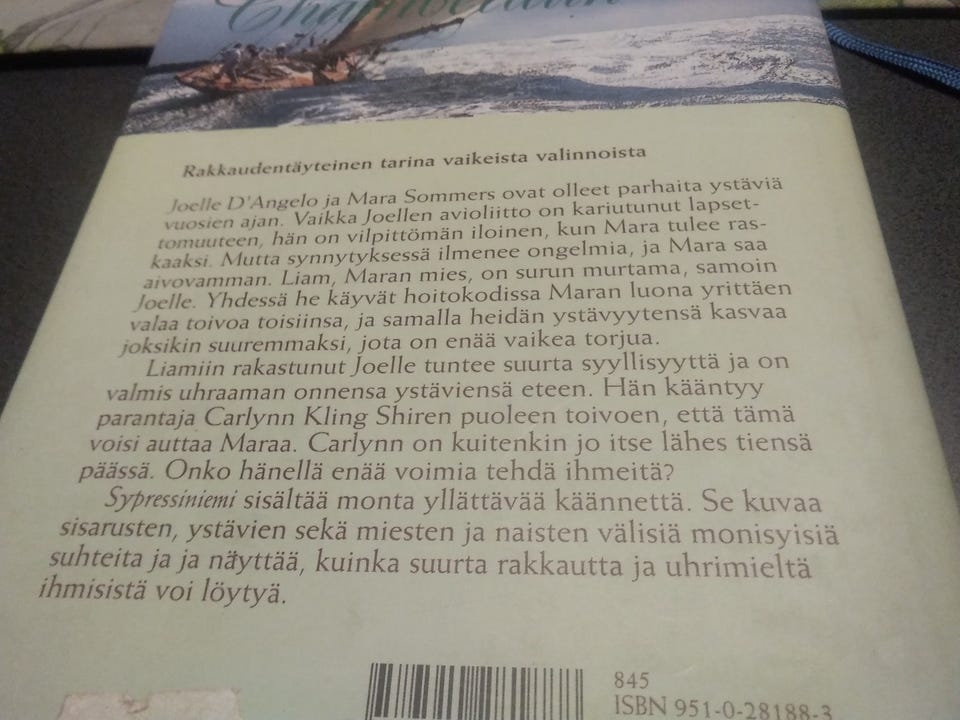 Chamberlain
Rakkaudentäyteinen tarina vaikeista valinnoista
Joelle D'Angelo ja Mara Sommers ovat olleet parhaita ystäviä
vuosien ajan. Vaikka Joellen avioliitto on kariutunut lapset-
tomuuteen, hän on vilpittömän iloinen, kun Mara tulee ras-
kaaksi. Mutta synnytyksessä ilmenee ongelmia, ja Mara saa
aivovamman. Liam, Maran mies, on surun murtama, samoin
Joelle. Yhdessä he käyvät hoitokodissa Maran luona yrittäen
valaa toivoa toisiinsa, ja samalla heidän ystävyytensä kasvaa
joksikin suuremmaksi, jota on enää vaikea torjua.
Liamiin rakastunut Joelle tuntee suurta syyllisyyttä ja on
valmis uhraaman onnensa ystäviensä eteen. Hän kääntyy
parantaja Carlynn Kling Shiren puoleen toivoen, että tämä
voisi auttaa Maraa. Carlynn on kuitenkin jo itse lähes tiensä
päässä. Onko hänellä enää voimia tehdä ihmeitä?
Sypressiniemi sisältää monta yllättävää käännettä. Se kuvaa
sisarusten, ystävien sekä miesten ja naisten välisiä monisyisiä
suhteita ja ja näyttää, kuinka suurta rakkautta ja uhrimieltä
ihmisistä voi löytyä.
845
ISBN 951-0-28188-3